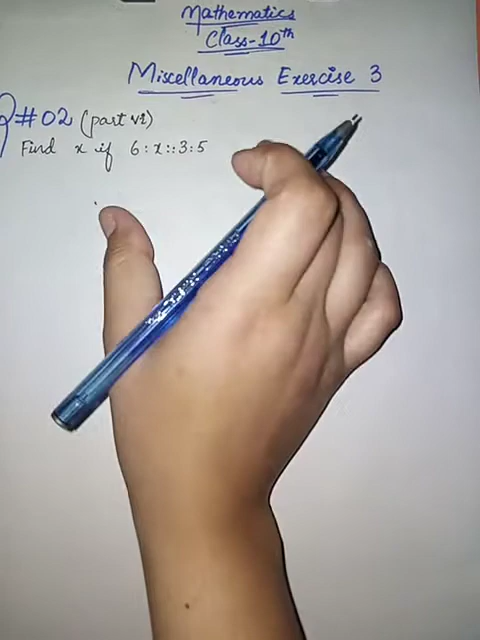 Mathematics
Class-10th
Miscellaneous Exercise 3
Q#02 (part vi)
Find x if 6:x::3:5